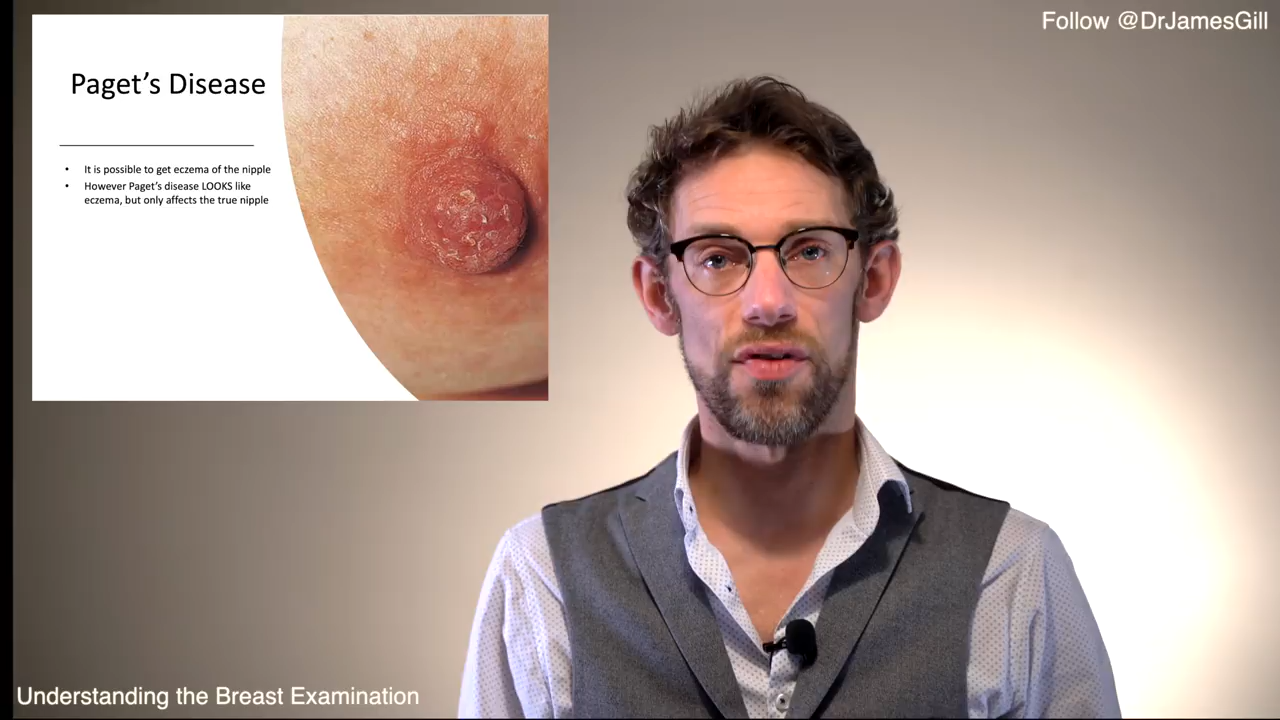 Follow @DrJamesGill
Paget's Disease
• It is possible to get eczema of the nipple
• However Paget's disease LOOKS like
eczema, but only affects the true nipple
Understanding the Breast Examination